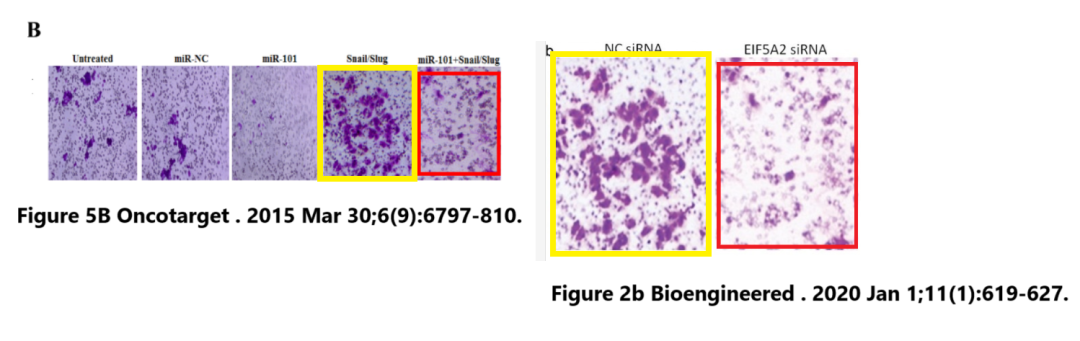 B
Untreated miR-NC miR-101 Snail/Slug miR-101+Snail/Slug
Figure 5B Oncotarget . 2015 Mar 30;6(9):6797-810.
b NC siRNA EIF5A2 siRNA
Figure 2b Bioengineered . 2020 Jan 1;11(1):619-627.